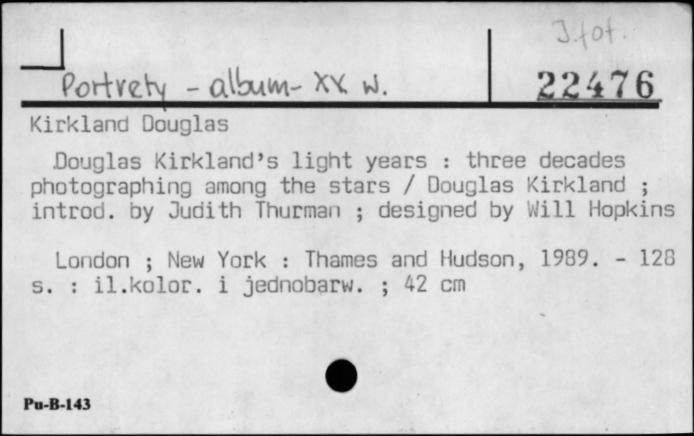 J.fot.
Portrety - album - XX w.
22476
Kirkland Douglas
Douglas Kirkland's light years : three decades
photographing among the stars / Douglas Kirkland ;
introd. by Judith Thurman ; designed by Will Hopkins
London ; New York : Thames and Hudson, 1989. - 128
s. : il.kolor. i jednobarw. ; 42 cm
Pu-B-143